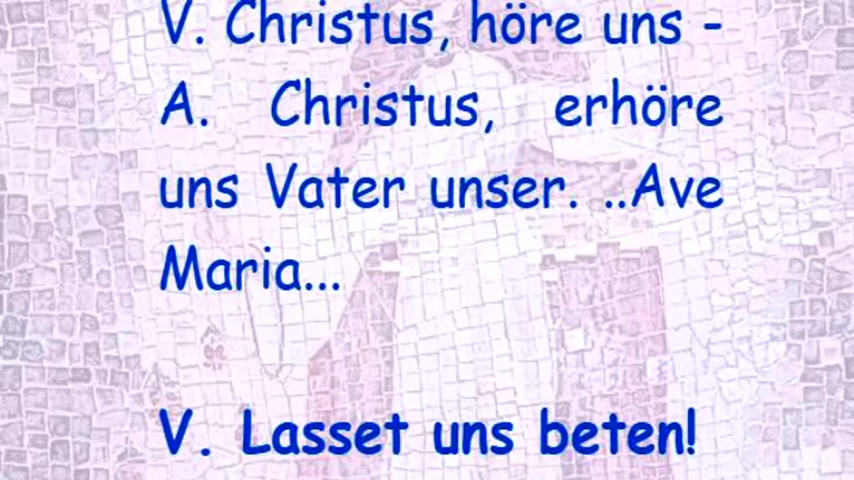 V. Christus, höre uns -
A. Christus, erhöre
uns Vater unser. ..Ave
Maria...
V. Lasset uns beten!